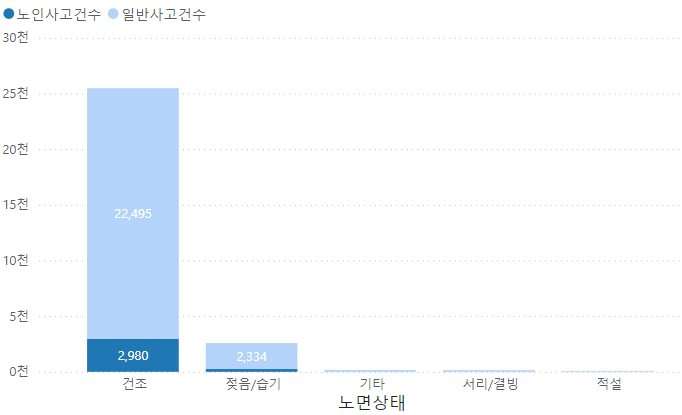 노인사고건수 일반사고건수
30천
25천
20천
15천
10천
5천
0천
22,495
2,980
2,334
건조 젖음/습기 기타 서리/결빙 적설
노면상태